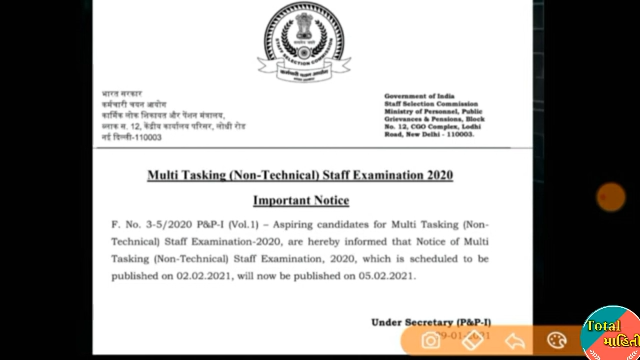 STAFF SELECTION COMMISSION
भारत सरकार
कर्मचारी चयन आयोग
कार्मिक लोक शिकायत और पेंशन मंत्रालय,
ब्लाक स. 12, केंद्रीय कार्यालय परिसर, लोधी रोड
नई दिल्ली-110003
Government of India
Staff Selection Commission
Ministry of Personnel, Public
Grievances & Pensions, Block
No. 12, CGO Complex, Lodhi
Road, New Delhi - 110003.
Multi Tasking (Non-Technical) Staff Examination 2020
Important Notice
F. No. 3-5/2020 P&P-I (Vol.1) – Aspiring candidates for Multi Tasking (Non-
Technical) Staff Examination-2020, are hereby informed that Notice of Multi
Tasking (Non-Technical) Staff Examination, 2020, which is scheduled to be
published on 02.02.2021, will now be published on 05.02.2021.
Under Secretary (P&P-I)
Total
માહિતી